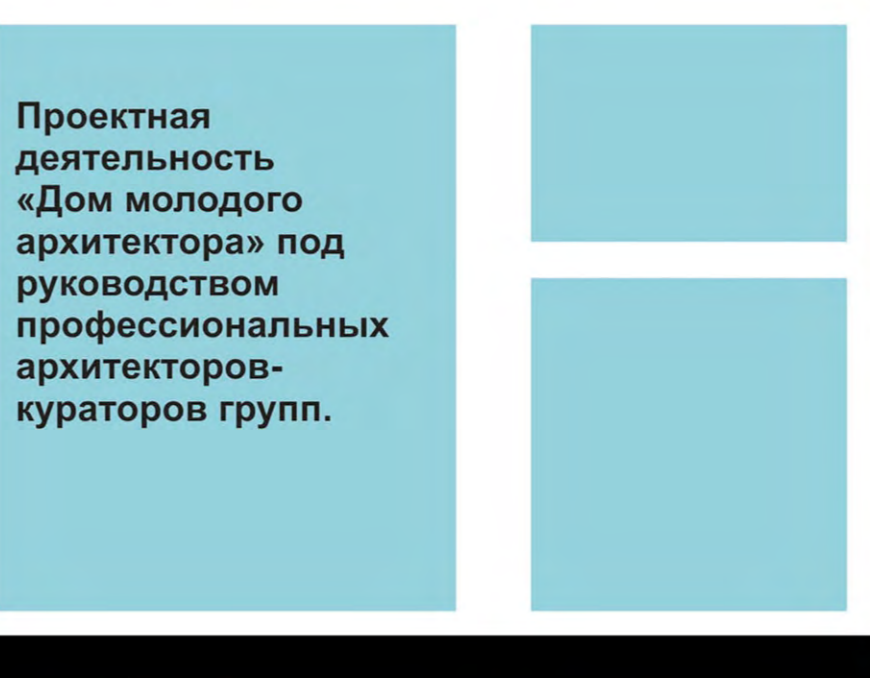 Проектная
деятельность
«Дом молодого
архитектора» под
руководством
профессиональных
архитекторов-
кураторов групп.